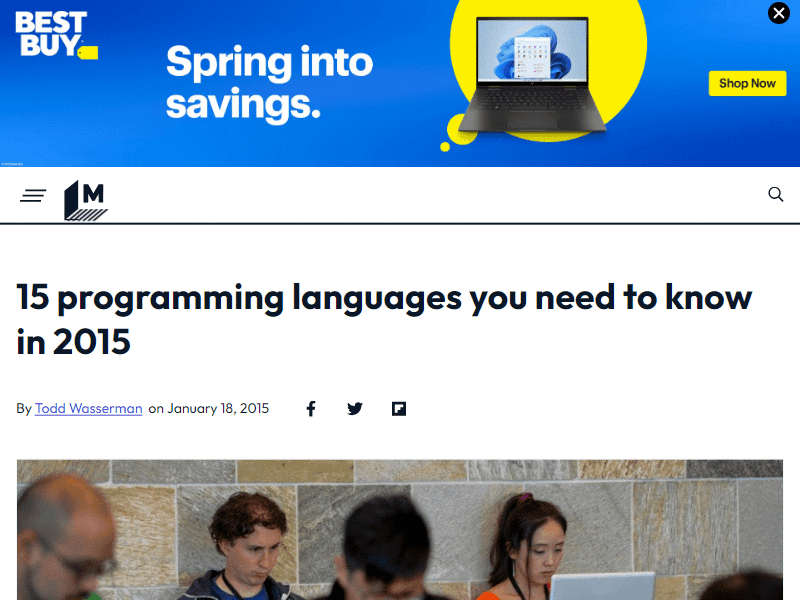 BEST
BUY
Spring into
savings.
Shop Now
M
15 programming languages you need to know
in 2015
By Todd Wasserman on January 18, 2015